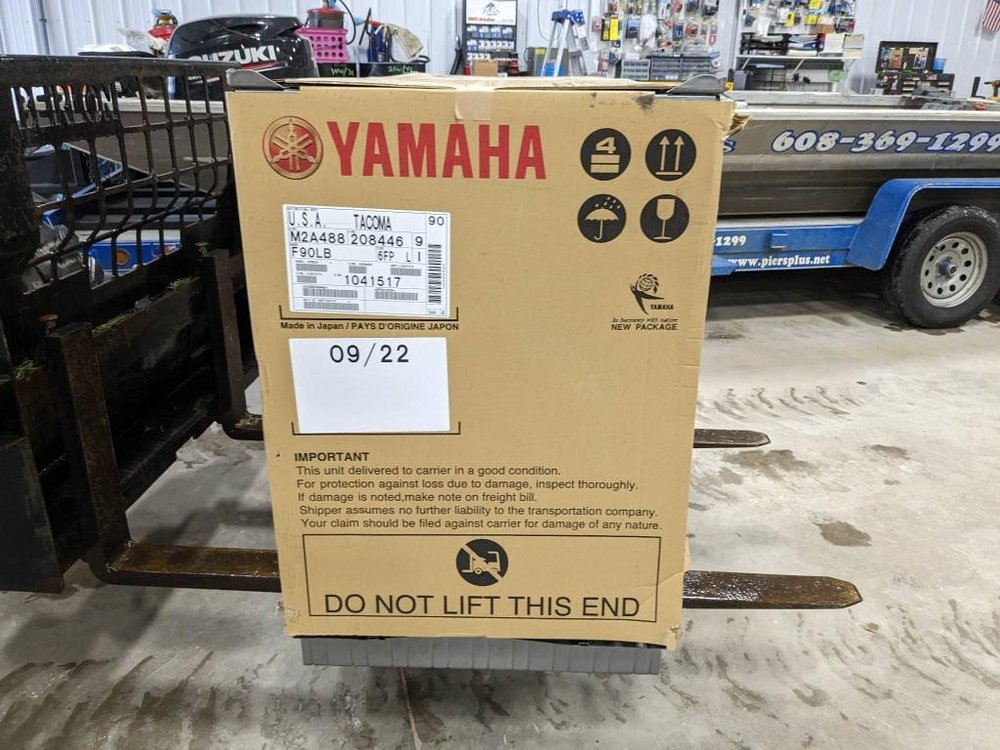 SUZUKI
YAMAHA
4
608-369-1299
1299
www.piersplus.net
U.S.A. TACOMA 90
M2A488 208446 9
F90LB 6FP L I
1041517
Made in Japan / PAYS D'ORIGINE JAPON
YAMAHA
In harmony with nature
NEW PACKAGE
09/22
IMPORTANT
This unit delivered to carrier in a good condition.
For protection against loss due to damage, inspect thoroughly.
If damage is noted,make note on freight bill.
Shipper assumes no further liability to the transportation company.
Your claim should be filed against carrier for damage of any nature.
DO NOT LIFT THIS END